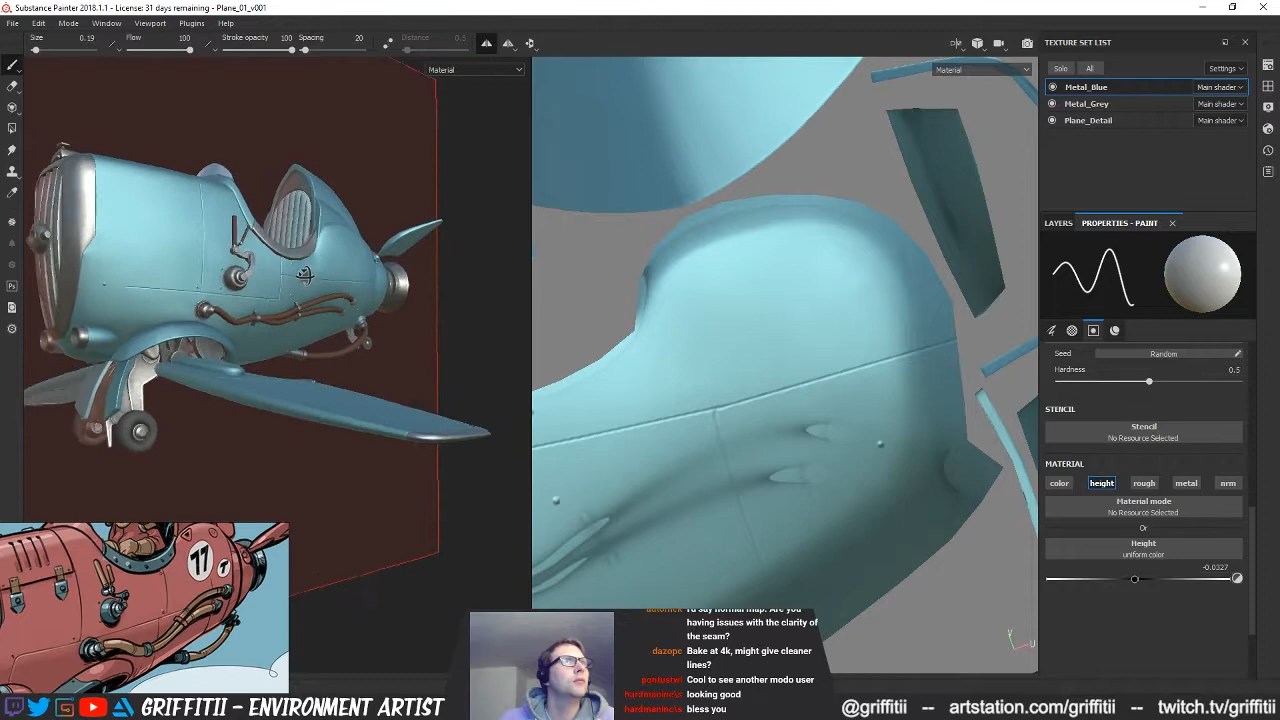 Substance Painter 2018.1.1 - License: 31 days remaining - Plane_01_v001
File Edit Mode Window Viewport Plugins Help
Size 0.19 Flow 100 Stroke opacity 100 Spacing 20 Distance 0.5
Material
Material
TEXTURE SET LIST
Solo All Settings
Metal_Blue Main shader
Metal_Grey Main shader
Plane_Detail Main shader
LAYERS PROPERTIES - PAINT
Seed Random
Hardness 0.5
STENCIL
Stencil
No Resource Selected
MATERIAL
color height rough metal nrm
Material mode
No Resource Selected
Or
Height
uniform color
-0.0327
Ps
77
T
I'd say normal map. Are you
having issues with the clarity of
the seam?
dazope Bake at 4k, might give cleaner
lines?
Cool to see another modo user
looking good
bless you
V
U
GRIFFITII - ENVIRONMENT ARTIST
@griffitii -- artstation.com/griffitii -- twitch.tv/griffitii